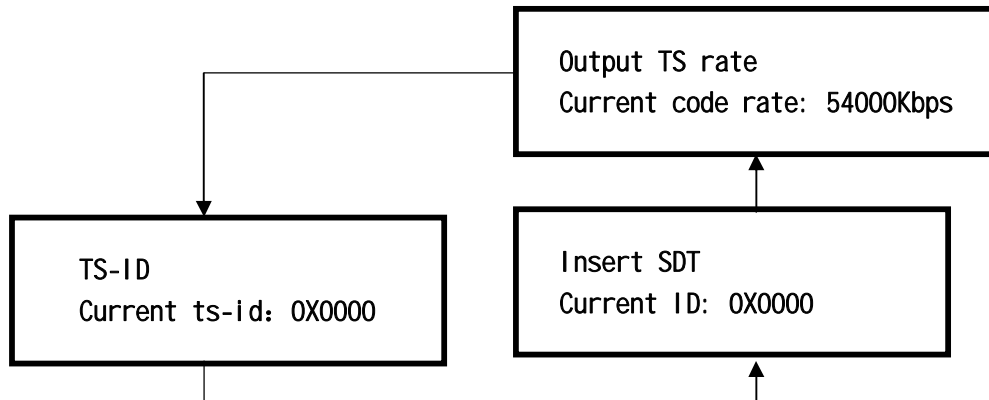 Output TS rate
Current code rate: 54000Kbps
TS-ID
Current ts-id: 0X0000
Insert SDT
Current ID: 0X0000